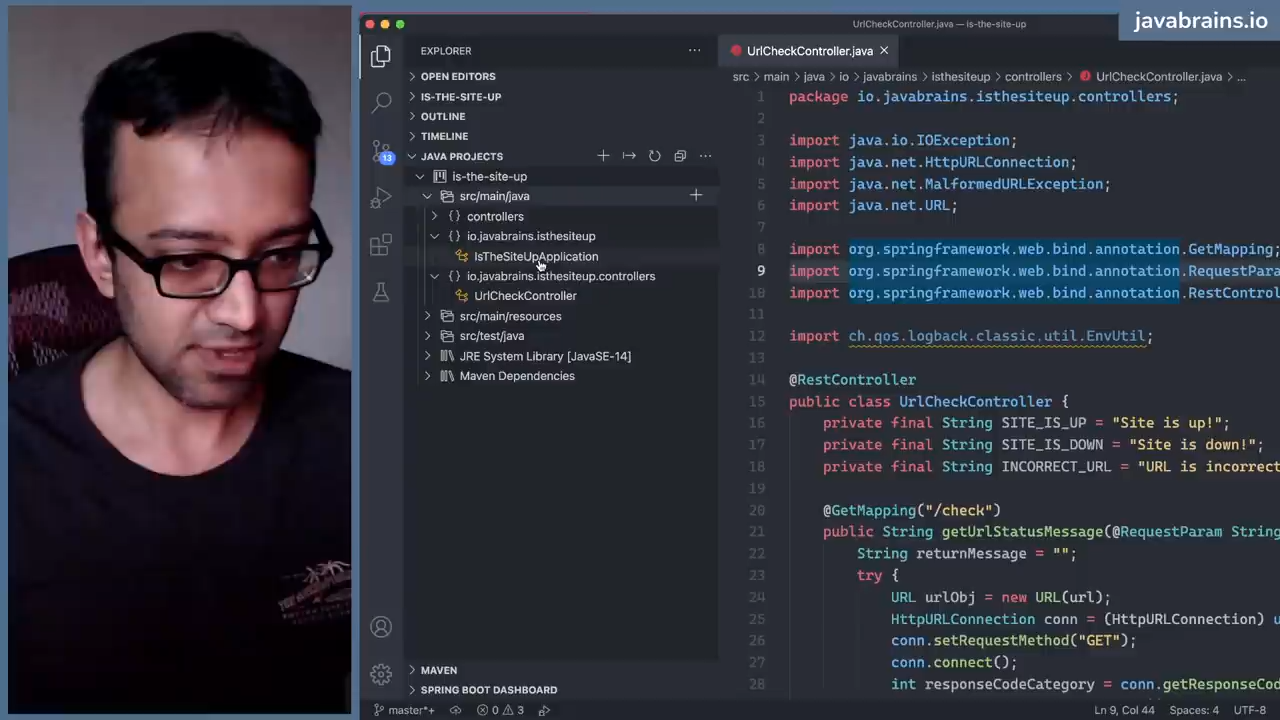 javabrains.io
UrlCheckController.java — is-the-site-up
EXPLORER
OPEN EDITORS
IS-THE-SITE-UP
OUTLINE
TIMELINE
JAVA PROJECTS
is-the-site-up
src/main/java
{} controllers
{} io.javabrains.isthesiteup
IsTheSiteUpApplication
{} io.javabrains.isthesiteup.controllers
UrlCheckController
src/main/resources
src/test/java
JRE System Library [JavaSE-14]
Maven Dependencies
MAVEN
SPRING BOOT DASHBOARD
13
UrlCheckController.java
src > main > java > io > javabrains > isthesiteup > controllers > UrlCheckController.java > ...
1 package io.javabrains.isthesiteup.controllers;
2
3 import java.io.IOException;
4 import java.net.HttpURLConnection;
5 import java.net.MalformedURLException;
6 import java.net.URL;
7
8 import org.springframework.web.bind.annotation.GetMapping;
9 import org.springframework.web.bind.annotation.RequestPara
10 import org.springframework.web.bind.annotation.RestControl
11
12 import ch.qos.logback.classic.util.EnvUtil;
13
14 @RestController
15 public class UrlCheckController {
16 private final String SITE_IS_UP = "Site is up!";
17 private final String SITE_IS_DOWN = "Site is down!";
18 private final String INCORRECT_URL = "URL is incorrect
19
20 @GetMapping("/check")
21 public String getUrlStatusMessage(@RequestParam String
22 String returnMessage = "";
23 try {
24 URL urlObj = new URL(url);
25 HttpURLConnection conn = (HttpURLConnection) u
26 conn.setRequestMethod("GET");
27 conn.connect();
28 int responseCodeCategory = conn.getResponseCod
master*+ 0 3 Ln 9, Col 44 Spaces: 4 UTF-8